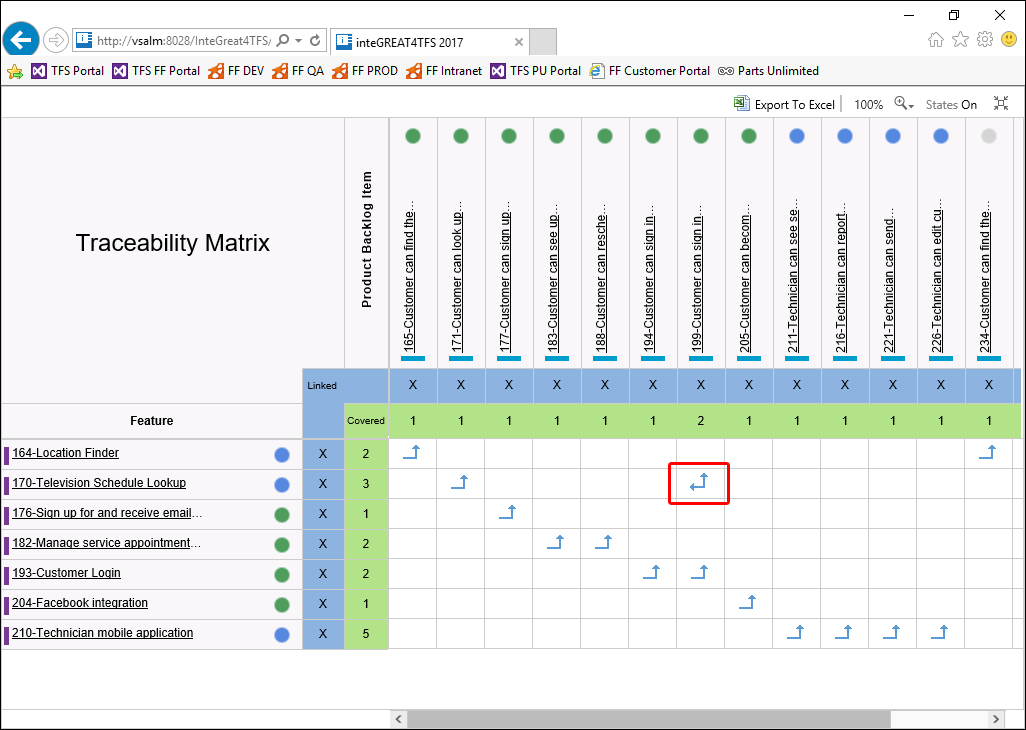 http://vsalm:8028/InteGreat4TFS/
inteGREAT4TFS 2017
TFS Portal
TFS FF Portal
FF DEV
FF QA
FF PROD
FF Intranet
TFS PU Portal
FF Customer Portal
Parts Unlimited
Export To Excel
100%
States On
Traceability Matrix
Product Backlog Item
165-Customer can find the...
171-Customer can look up...
177-Customer can sign up...
183-Customer can see up...
188-Customer can resche...
194-Customer can sign in...
199-Customer can sign in...
205-Customer can becom...
211-Technician can see se...
216-Technician can report...
221-Technician can send...
226-Technician can edit cu...
234-Customer can find the...
Linked X X X X X X X X X X X X X
Feature
Covered 1 1 1 1 1 1 2 1 1 1 1 1 1
164-Location Finder X 2
170-Television Schedule Lookup X 3
176-Sign up for and receive email... X 1
182-Manage service appointment... X 2
193-Customer Login X 2
204-Facebook integration X 1
210-Technician mobile application X 5